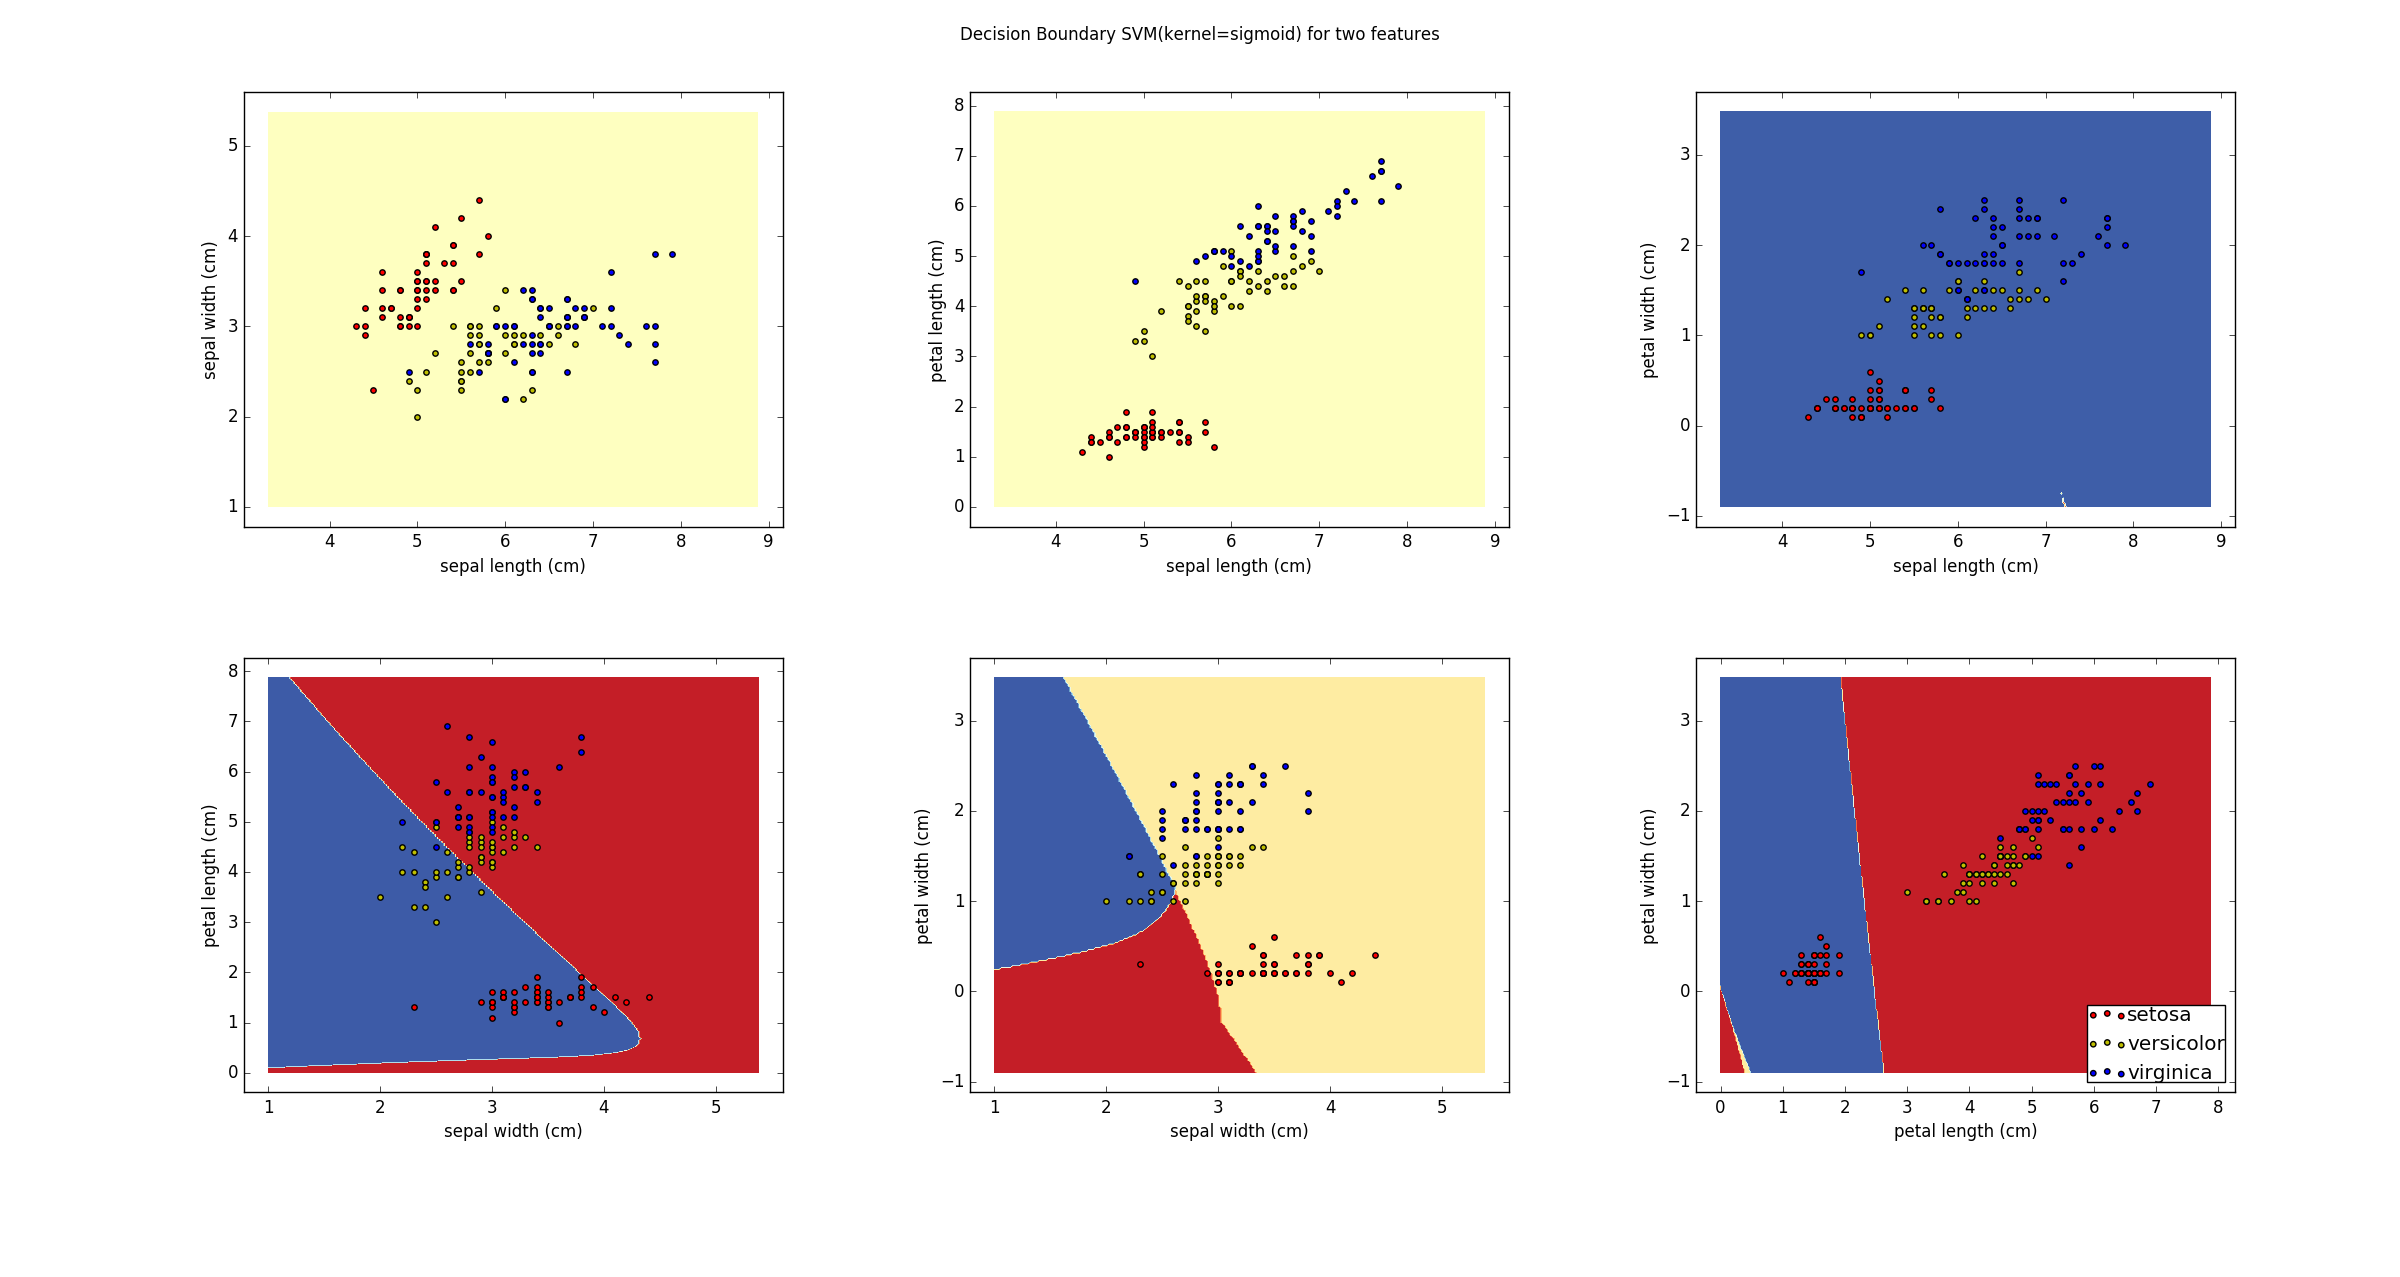 Decision Boundary SVM(kernel=sigmoid) for two features
5
4
3
2
1
sepal width (cm)
4 5 6 7 8 9
sepal length (cm)
8
7
6
5
4
3
2
1
0
petal length (cm)
4 5 6 7 8 9
sepal length (cm)
3
2
1
0
−1
petal width (cm)
4 5 6 7 8 9
sepal length (cm)
8
7
6
5
4
3
2
1
0
petal length (cm)
1 2 3 4 5
sepal width (cm)
3
2
1
0
−1
petal width (cm)
1 2 3 4 5
sepal width (cm)
3
2
1
0
−1
petal width (cm)
0 1 2 3 4 5 6 7 8
petal length (cm)
setosa
versicolor
virginica